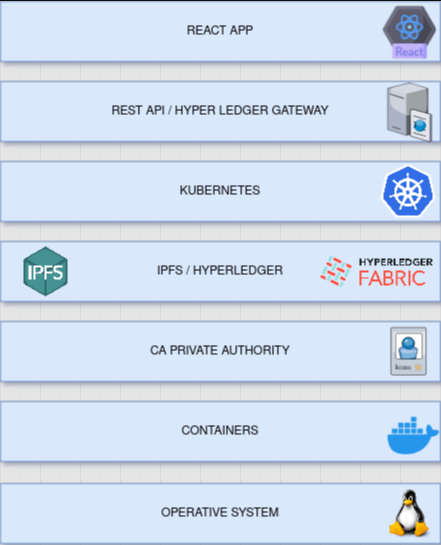 REACT APP
React
REST API / HYPER LEDGER GATEWAY
KUBERNETES
IPFS
IPFS / HYPERLEDGER
HYPERLEDGER
FABRIC
CA PRIVATE AUTHORITY
Access
CONTAINERS
OPERATIVE SYSTEM